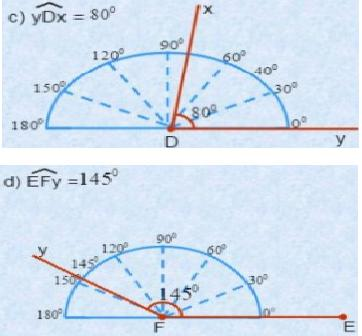 c) yDx = 80⁰
x
90⁰
120⁰
60⁰
40⁰
150⁰
30⁰
80⁰
180⁰
0⁰
D
y
d) EFy =145⁰
y
90⁰
120⁰
60⁰
145⁰
150⁰
30⁰
145⁰
180⁰
0⁰
F
E